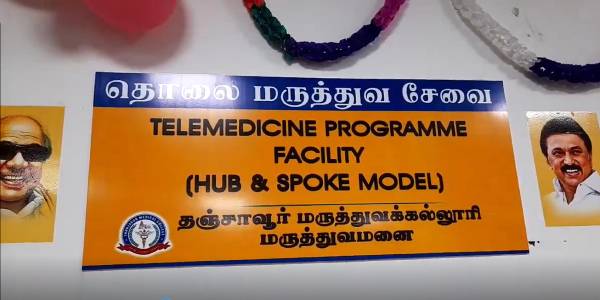 தொலை மருத்துவ சேவை
TELEMEDICINE PROGRAMME
FACILITY
(HUB & SPOKE MODEL)
தஞ்சாவூர் மருத்துவக்கல்லூரி
மருத்துவமனை